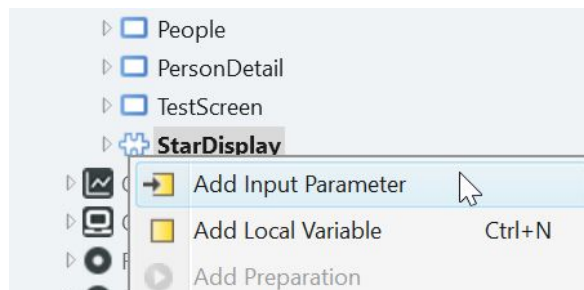 People
PersonDetail
TestScreen
StarDisplay
Add Input Parameter
Add Local Variable Ctrl+N
Add Preparation